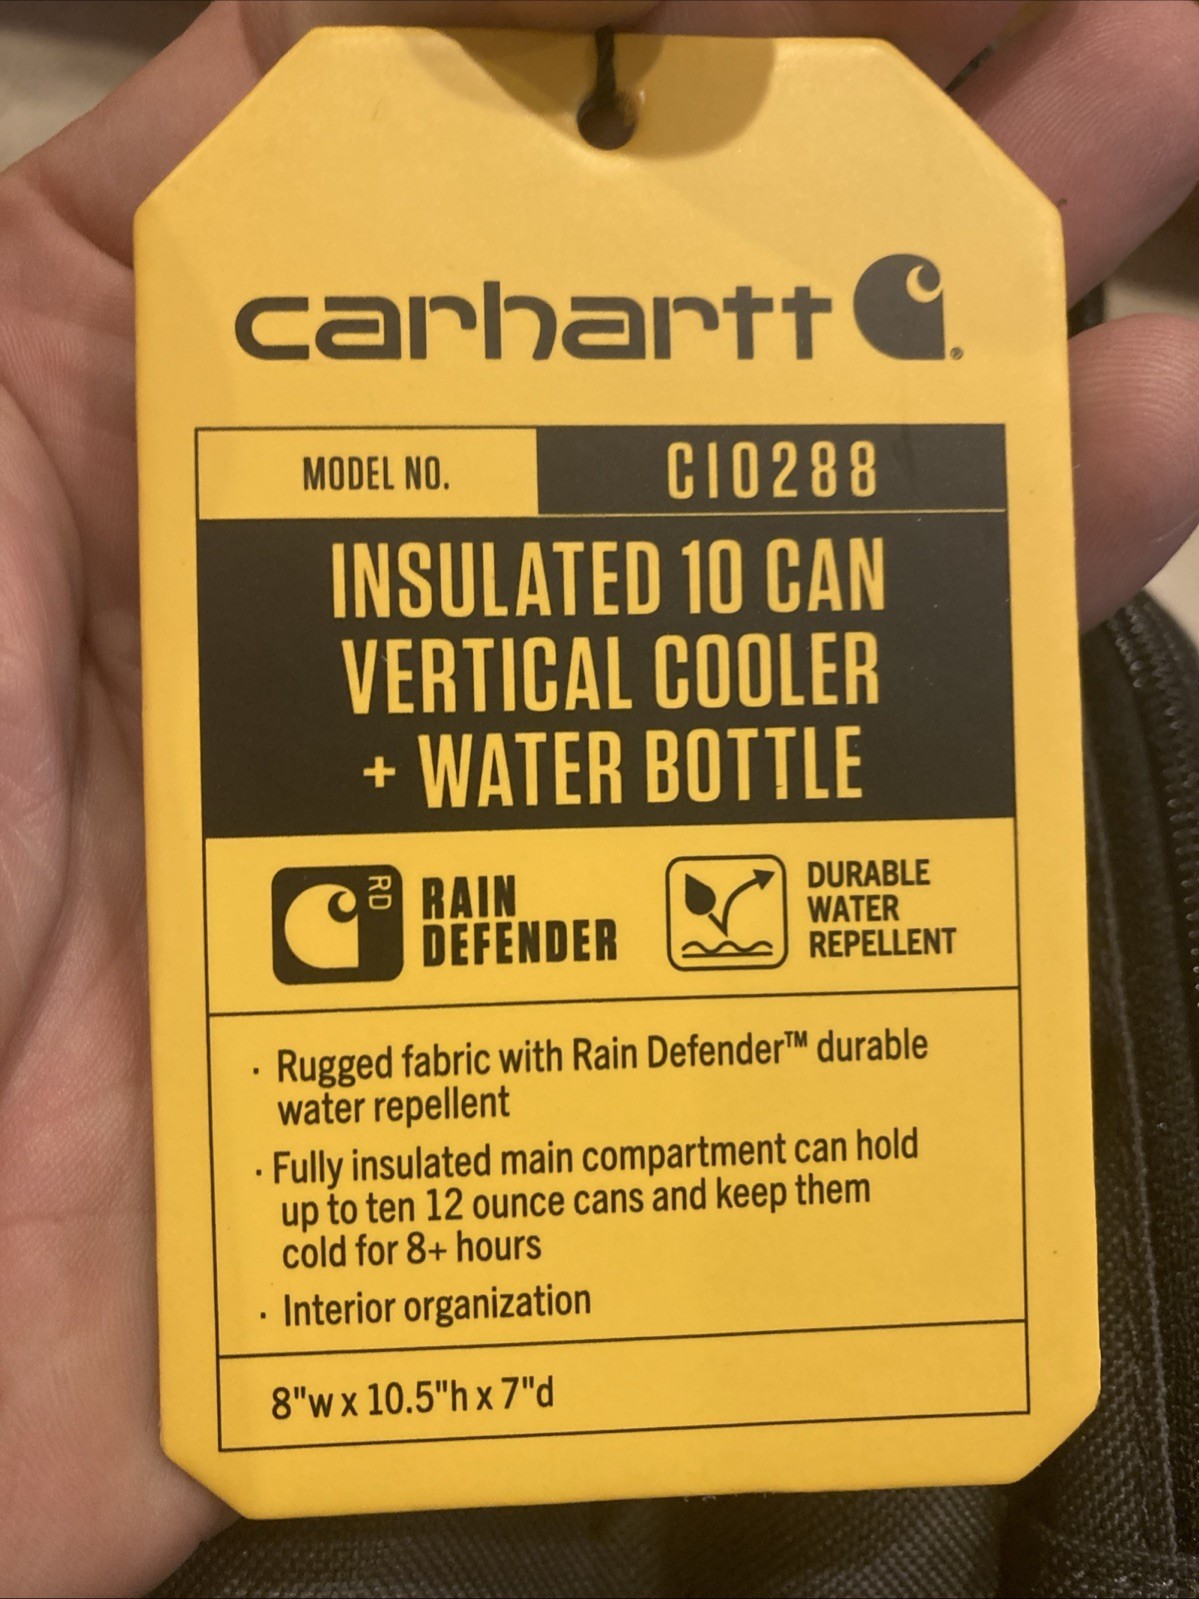 carhartt
MODEL NO. CI0288
INSULATED 10 CAN
VERTICAL COOLER
+ WATER BOTTLE
RD
RAIN
DEFENDER
DURABLE
WATER
REPELLENT
· Rugged fabric with Rain Defender™ durable
water repellent
· Fully insulated main compartment can hold
up to ten 12 ounce cans and keep them
cold for 8+ hours
· Interior organization
8"w x 10.5"h x 7"d